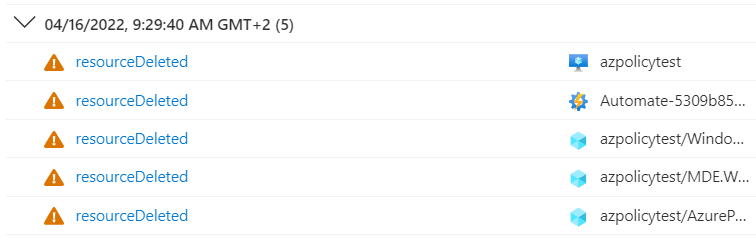 04/16/2022, 9:29:40 AM GMT+2 (5)
resourceDeleted azpolicytest
resourceDeleted Automate-5309b85...
resourceDeleted azpolicytest/Windo...
resourceDeleted azpolicytest/MDE.W...
resourceDeleted azpolicytest/AzureP...